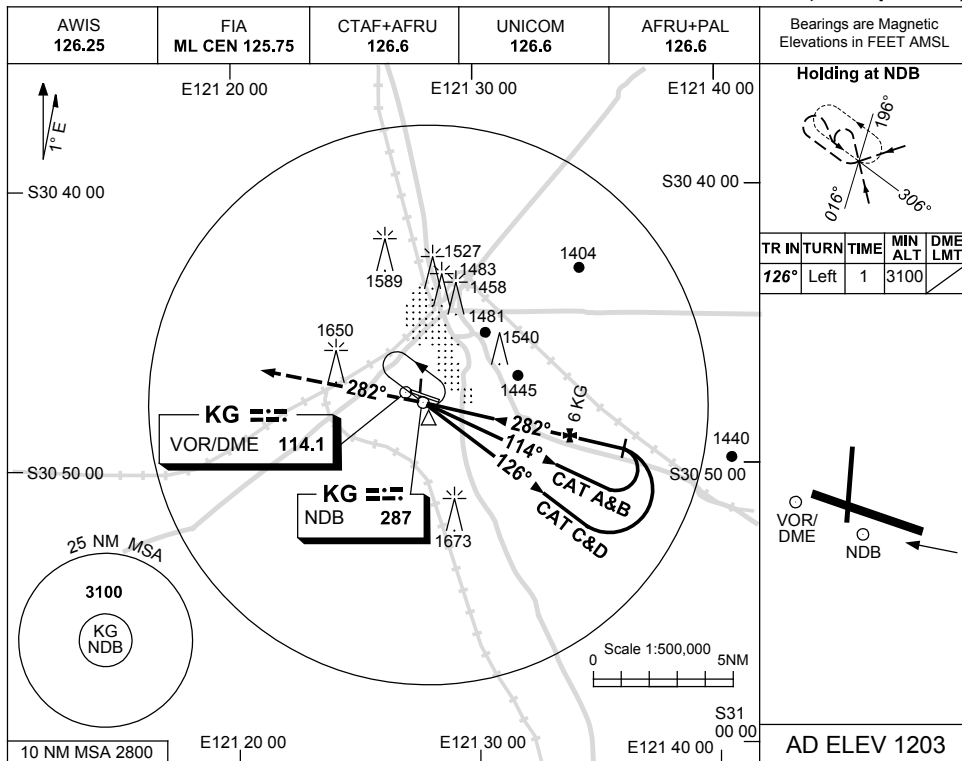 AWIS
126.25
FIA
ML CEN 125.75
CTAF+AFRU
126.6
UNICOM
126.6
AFRU+PAL
126.6
Bearings are Magnetic
Elevations in FEET AMSL
E121 20 00
E121 30 00
E121 40 00
1° E
S30 40 00
S30 40 00
1589
1527
1483
1458
1404
1481
1540
1445
1650
282°
282°
6 KG
114°
CAT A&B
126°
CAT C&D
1440
KG
VOR/DME 114.1
KG
NDB 287
1673
S30 50 00
S30 50 00
25 NM MSA
3100
KG
NDB
Scale 1:500,000
0
5NM
S31
00 00
10 NM MSA 2800
E121 20 00
E121 30 00
E121 40 00
Holding at NDB
196°
016°
306°
TR IN
TURN
TIME
MIN
ALT
DME
LMT
126°
Left
1
3100
VOR/
DME
NDB
AD ELEV 1203